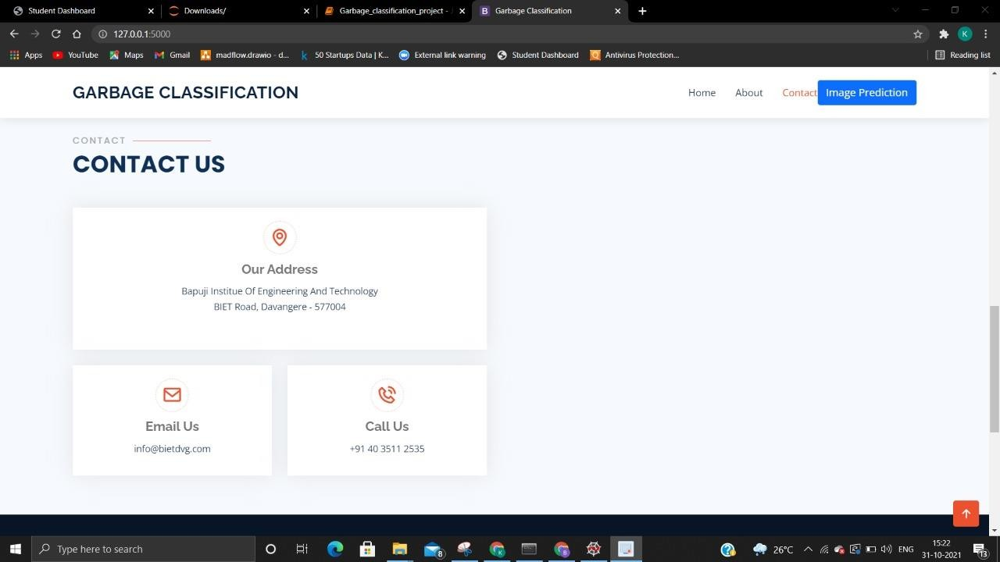 Student Dashboard
Downloads/
Garbage_classification_project - J
Garbage Classification
127.0.0.1:5000
K
Apps
YouTube
Maps
Gmail
madflow.drawio - d...
50 Startups Data | K...
External link warning
Student Dashboard
Antivirus Protection...
Reading list
GARBAGE CLASSIFICATION
Home
About
Contact
Image Prediction
CONTACT
CONTACT US
Our Address
Bapuji Institue Of Engineering And Technology
BIET Road, Davangere - 577004
Email Us
Call Us
info@bietdvg.com
+91 40 3511 2535
Type here to search
8
26°C
ENG
15:22
31-10-2021
13